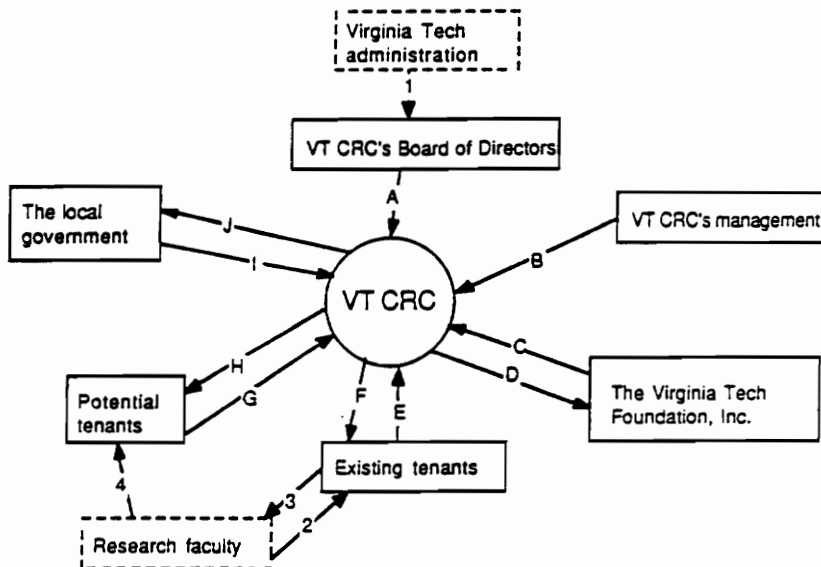 Virginia Tech
administration
1
VT CRC's Board of Directors
A
The local
government
J
I
VT CRC's management
B
VT CRC
C
D
The Virginia Tech
Foundation, Inc.
H
G
F
E
Potential
tenants
Existing tenants
4
3
2
Research faculty